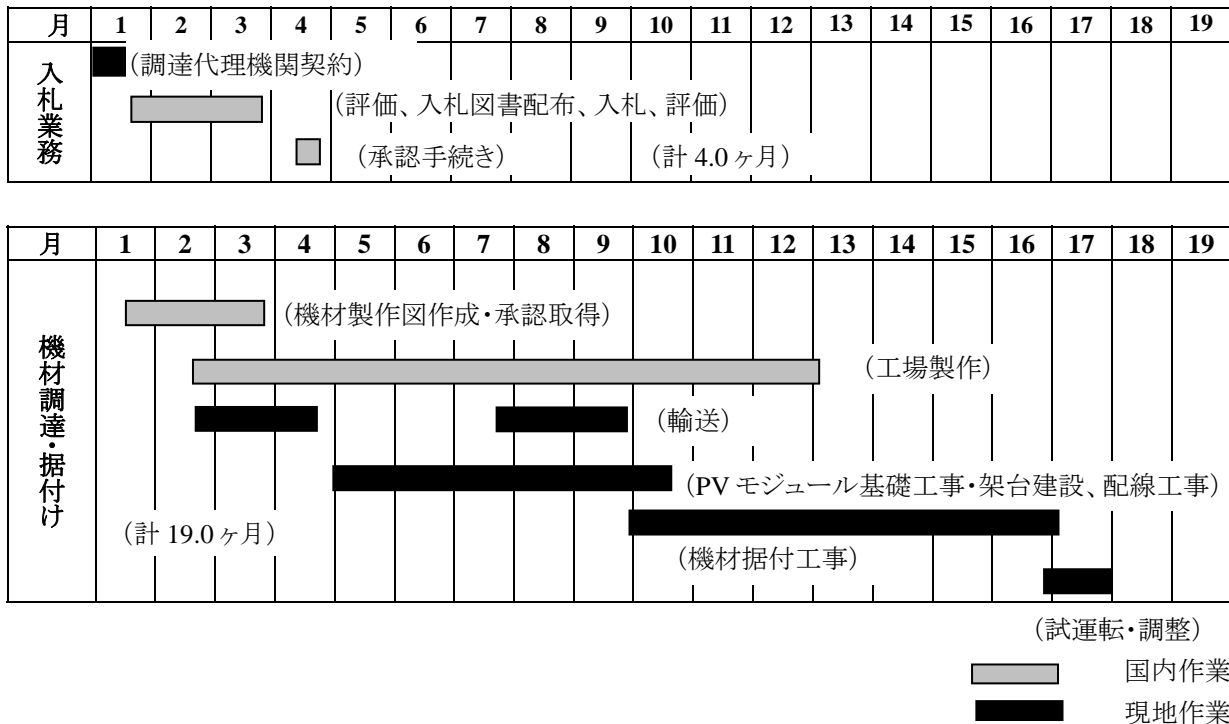 月 1 2 3 4 5 6 7 8 9 10 11 12 13 14 15 16 17 18 19
入札業務
(調達代理機関契約)
(評価、入札図書配布、入札、評価)
(承認手続き) (計 4.0 ヶ月)
月 1 2 3 4 5 6 7 8 9 10 11 12 13 14 15 16 17 18 19
機材調達・据付け
(機材製作図作成・承認取得)
(工場製作)
(輸送)
(PV モジュール基礎工事・架台建設、配線工事)
(計 19.0 ヶ月)
(機材据付工事)
(試運転・調整)
国内作業
現地作業